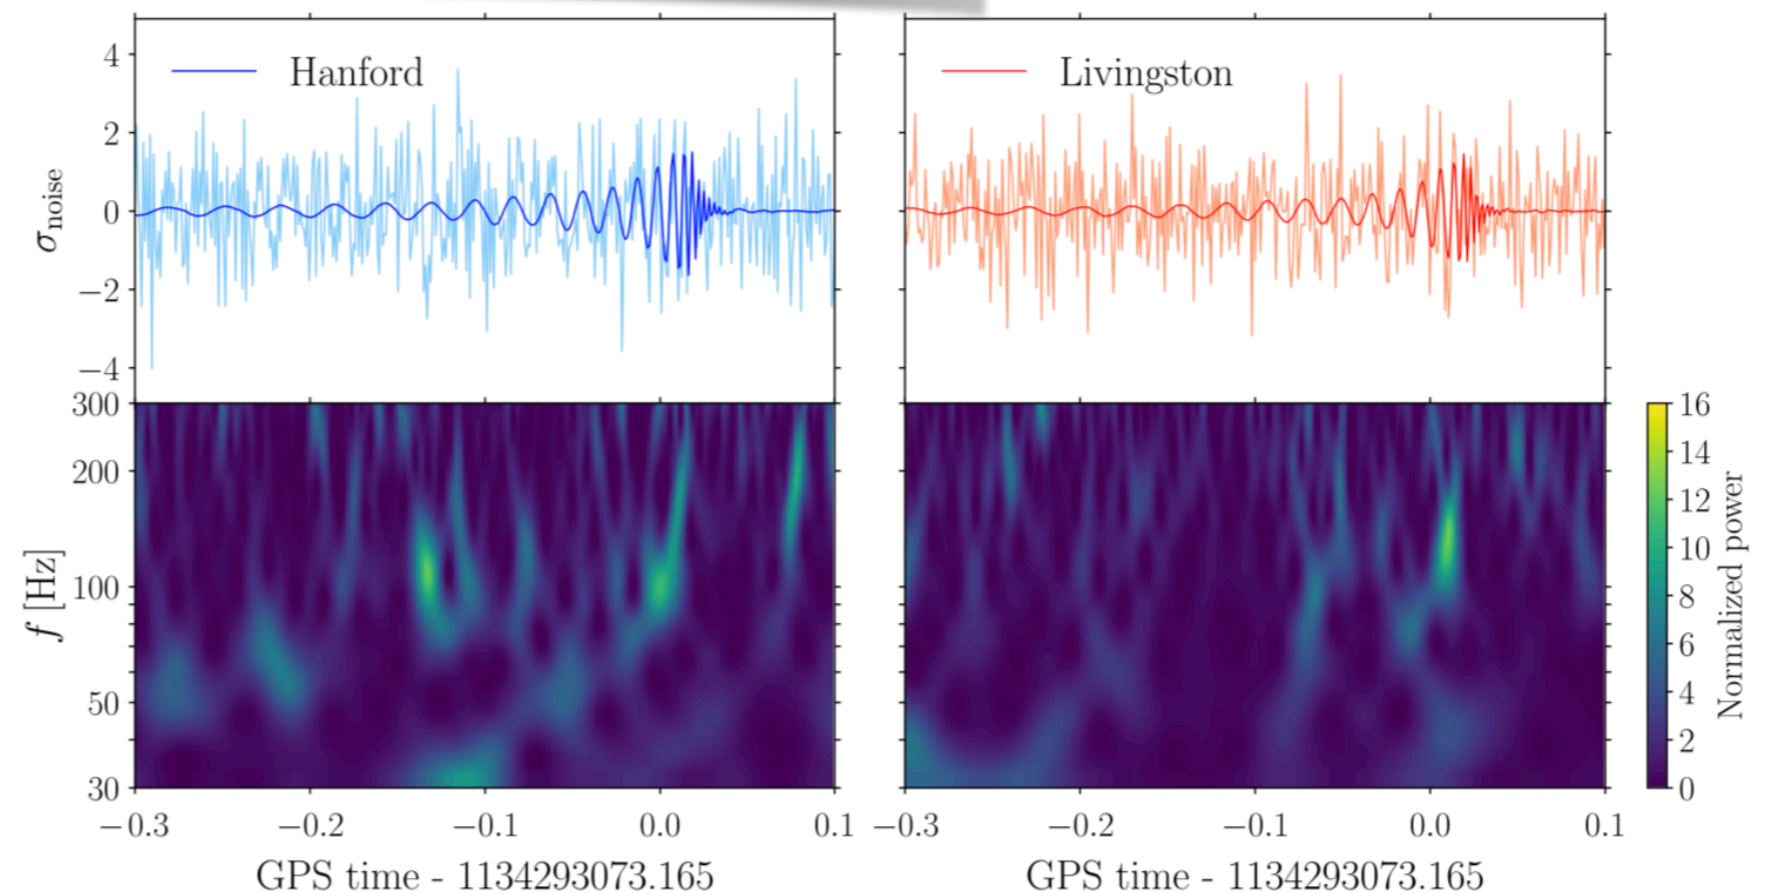 Hanford
Livingston
4
2
0
−2
−4
σnoise
300
200
100
50
30
f [Hz]
16
14
12
10
8
6
4
2
0
Normalized power
−0.3 −0.2 −0.1 0.0 0.1
−0.3 −0.2 −0.1 0.0 0.1
GPS time - 1134293073.165
GPS time - 1134293073.165